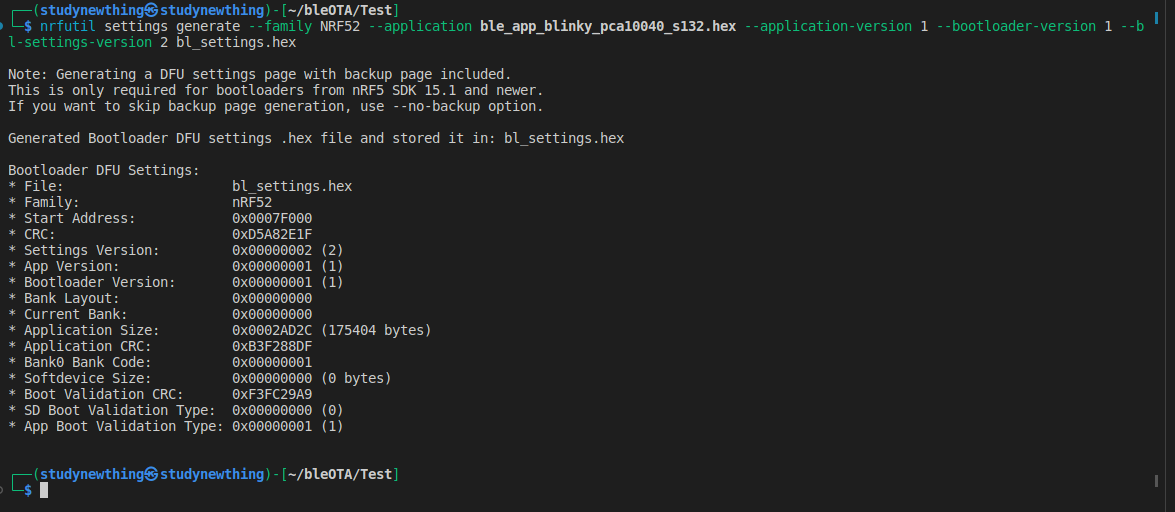 ┌──(studynewthing㉿studynewthing)-[~/bleOTA/Test]
└─$ nrfutil settings generate --family NRF52 --application ble_app_blinky_pca10040_s132.hex --application-version 1 --bootloader-version 1 --b
l-settings-version 2 bl_settings.hex
Note: Generating a DFU settings page with backup page included.
This is only required for bootloaders from nRF5 SDK 15.1 and newer.
If you want to skip backup page generation, use --no-backup option.
Generated Bootloader DFU settings .hex file and stored it in: bl_settings.hex
Bootloader DFU Settings:
* File:                     bl_settings.hex
* Family:                   nRF52
* Start Address:            0x0007F000
* CRC:                      0xD5A82E1F
* Settings Version:         0x00000002 (2)
* App Version:              0x00000001 (1)
* Bootloader Version:       0x00000001 (1)
* Bank Layout:              0x00000000
* Current Bank:             0x00000000
* Application Size:         0x0002AD2C (175404 bytes)
* Application CRC:          0xB3F288DF
* Bank0 Bank Code:          0x00000001
* Softdevice Size:          0x00000000 (0 bytes)
* Boot Validation CRC:      0xF3FC29A9
* SD Boot Validation Type:  0x00000000 (0)
* App Boot Validation Type: 0x00000001 (1)
┌──(studynewthing㉿studynewthing)-[~/bleOTA/Test]
└─$